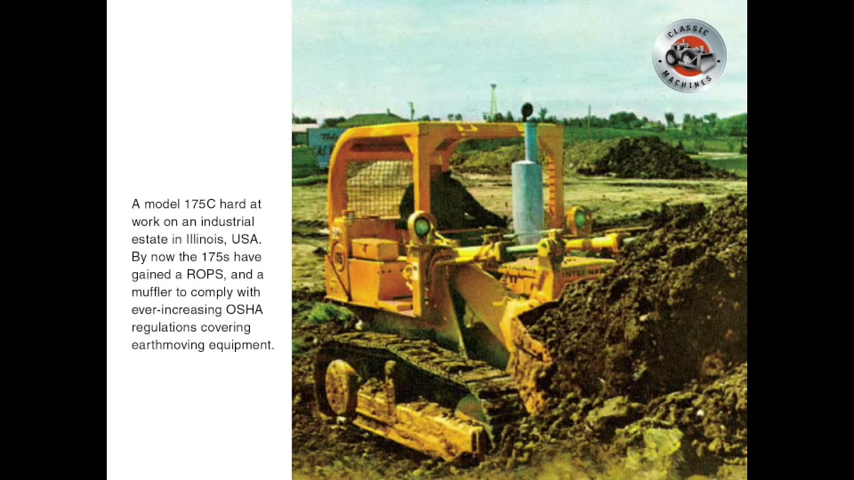 CLASSIC
MACHINES
A model 175C hard at
work on an industrial
estate in Illinois, USA.
By now the 175s have
gained a ROPS, and a
muffler to comply with
ever-increasing OSHA
regulations covering
earthmoving equipment.